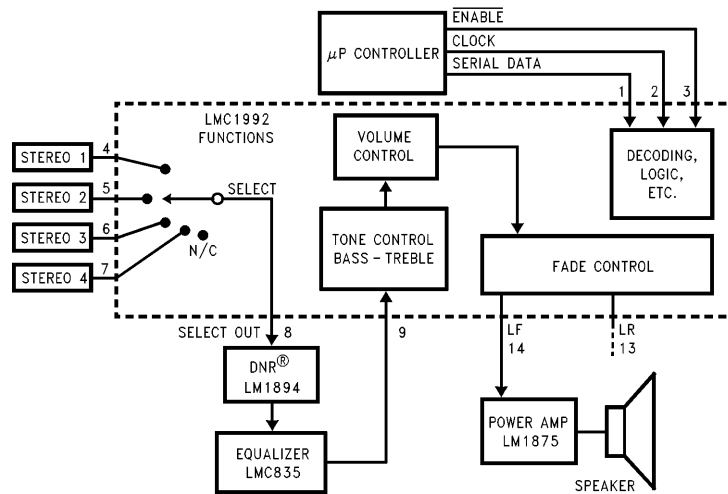 ENABLE
μP CONTROLLER
CLOCK
SERIAL DATA
1 2 3
LMC1992
FUNCTIONS
VOLUME
CONTROL
DECODING,
LOGIC,
ETC.
STEREO 1
4
STEREO 2
5
SELECT
STEREO 3
6
N/C
STEREO 4
7
TONE CONTROL
BASS-TREBLE
FADE CONTROL
SELECT OUT 8
9
LF
14
LR
13
DNR®
LM1894
EQUALIZER
LMC835
POWER AMP
LM1875
SPEAKER